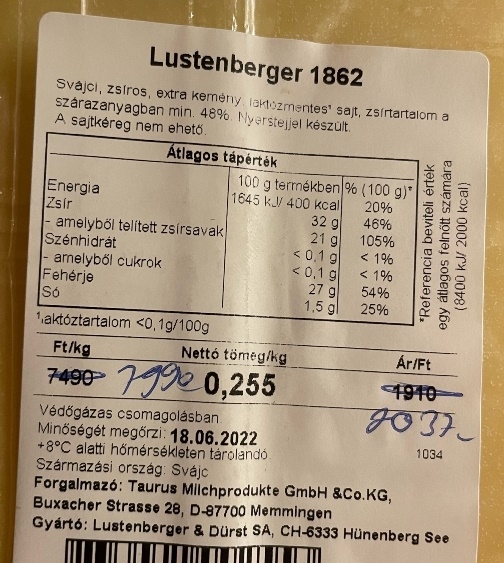 Lustenberger 1862
Svájci, zsíros, extra kemény, laktózmentes¹ sajt, zsírtartalom a
szárazanyagban min. 48%. Nyerstejjel készült.
A sajtkéreg nem ehető.
Átlagos tápérték
100 g termékben % (100 g)*
Energia 1645 kJ/ 400 kcal 20%
Zsír 32 g 46%
- amelyből telített zsírsavak 21 g 105%
Szénhidrát < 0,1 g < 1%
- amelyből cukrok < 0,1 g < 1%
Fehérje 27 g 54%
Só 1,5 g 25%
*Referencia beviteli érték
egy átlagos felnőtt számára
(8400 kJ/ 2000 kcal)
¹laktóztartalom <0,1g/100g
Ft/kg Nettó tömeg/kg Ár/Ft
7490 7990 0,255 1910
2037.-
Védőgázas csomagolásban
Minőségét megőrzi: 18.06.2022
1034
+8°C alatti hőmérsékleten tárolandó
Származási ország: Svájc
Forgalmazó: Taurus Milchprodukte GmbH &Co.KG,
Buxacher Strasse 28, D-87700 Memmingen
Gyártó: Lustenberger & Dürst SA, CH-6333 Hünenberg See